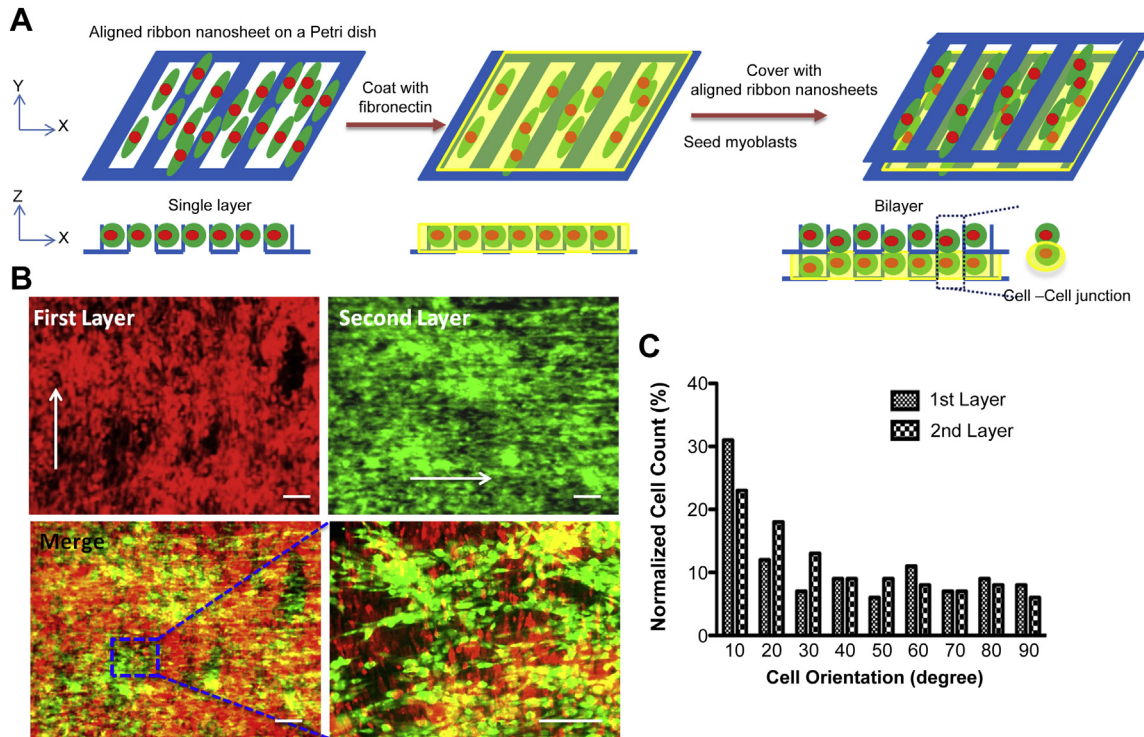 A
Aligned ribbon nanosheet on a Petri dish
Y
X
Coat with
fibronectin
Cover with
aligned ribbon nanosheets
Seed myoblasts
Z
X
Single layer
Bilayer
Cell –Cell junction
B
First Layer
Second Layer
Merge
C
Normalized Cell Count (%)
40
30
20
10
0
1st Layer
2nd Layer
10 20 30 40 50 60 70 80 90
Cell Orientation (degree)